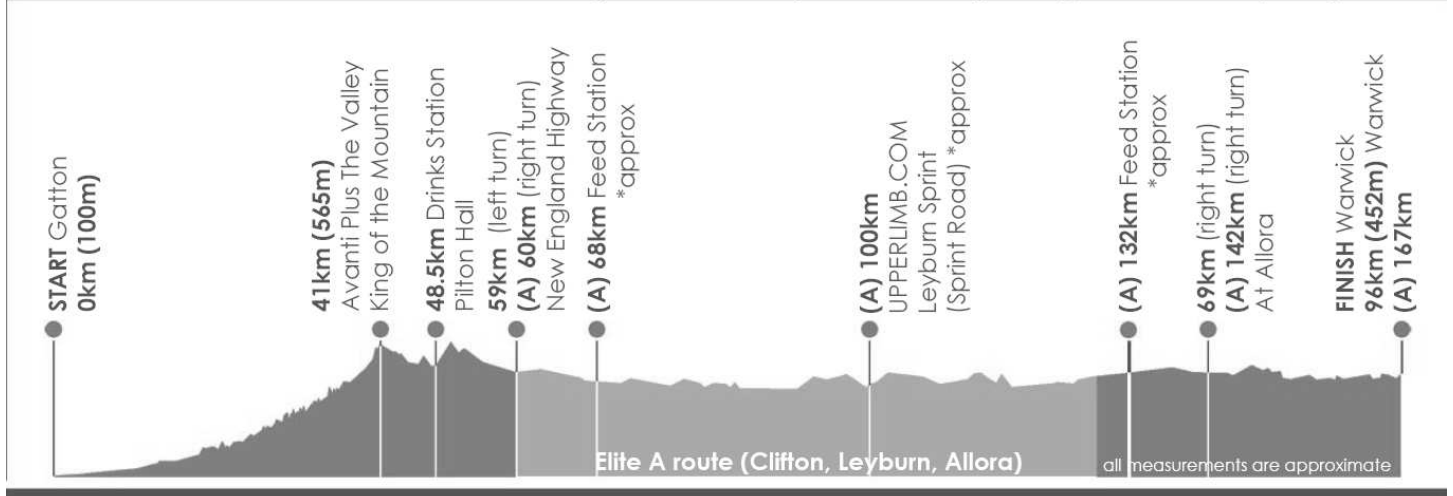 START Gatton
0km (100m)
41km (565m)
Avanti Plus The Valley
King of the Mountain
48.5km Drinks Station
Pilton Hall
59km (left turn)
(A) 60km (right turn)
New England Highway
(A) 68km Feed Station
*approx
(A) 100km
UPPERLIMB.COM
Leyburn Sprint
(Sprint Road) *approx
(A) 132km Feed Station
*approx
69km (right turn)
(A) 142km (right turn)
At Allora
FINISH Warwick
96km (452m) Warwick
(A) 167km
Elite A route (Clifton, Leyburn, Allora)
all measurements are approximate